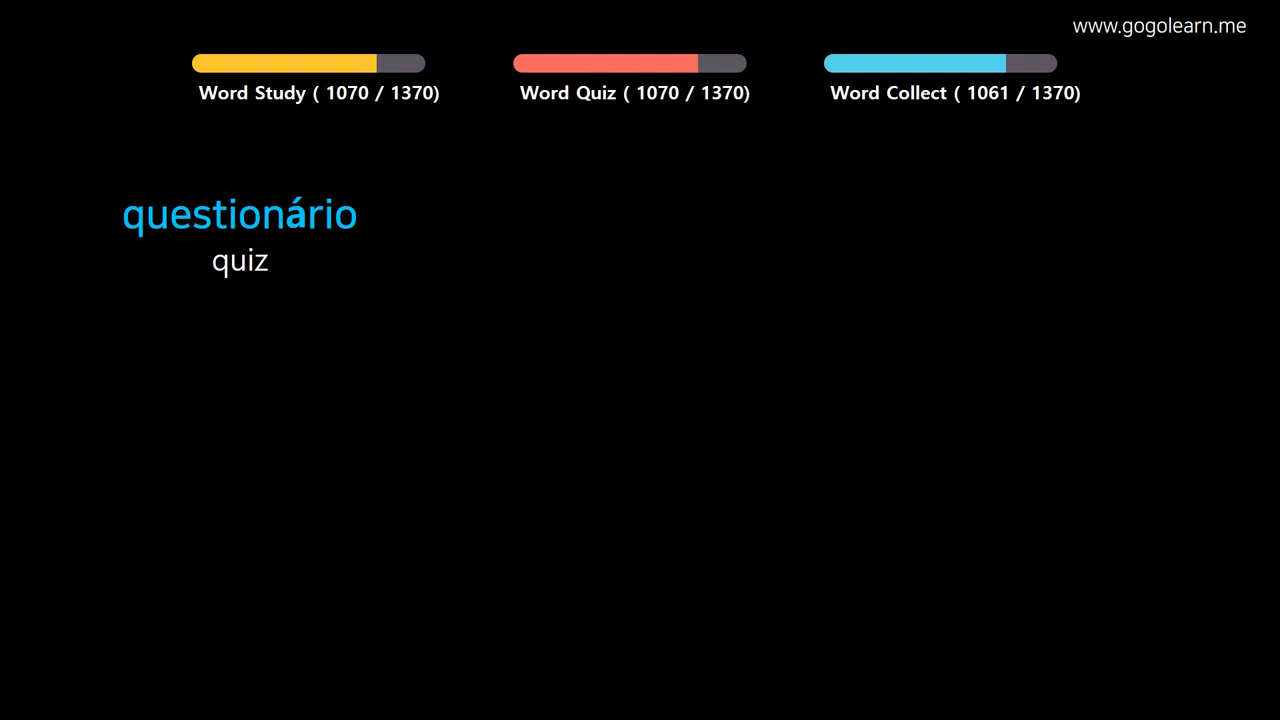 www.gogolearn.me
Word Study ( 1070 / 1370)
Word Quiz ( 1070 / 1370)
Word Collect ( 1061 / 1370)
questionário
quiz